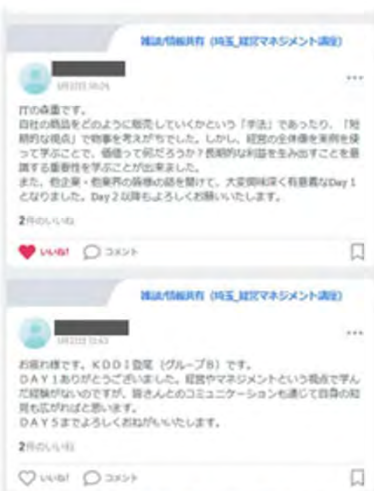 雑談/情報共有（埼玉_経営マネジメント講座）
ITの森重です。
自社の商品をどのように販売していくかという「手法」であったり、「短
期的な視点」で物事を考えがちでした。しかし、経営の全体像を実例を使
って学ぶことで、価値って何だろうか？長期的な利益を生み出すことを意
識する重要性を学ぶことが出来ました。
また、他企業・他業界の皆様の話を聞けて、大変興味深く有意義なDay 1
となりました。Day 2以降もよろしくお願いいたします。
2件のいいね
いいね! コメント
雑談/情報共有（埼玉_経営マネジメント講座）
お疲れ様です。KDDI登尾（グループB）です。
DAY1ありがとうございました。経営やマネジメントという視点で学ん
だ経験がないのですが、皆さんとのコミュニケーションも通じて自身の知
見も広がればと思います。
DAY5までよろしくおねがいいたします。
2件のいいね
いいね! コメント